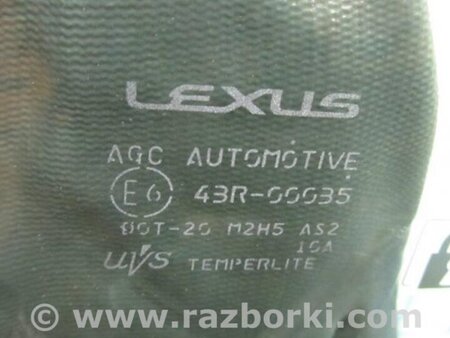 LEXUS
AGC AUTOMOTIVE
E6 43R-00035
DOT-20 M2H5 AS2
10A
UVS TEMPERLITE
© www.razborki.com